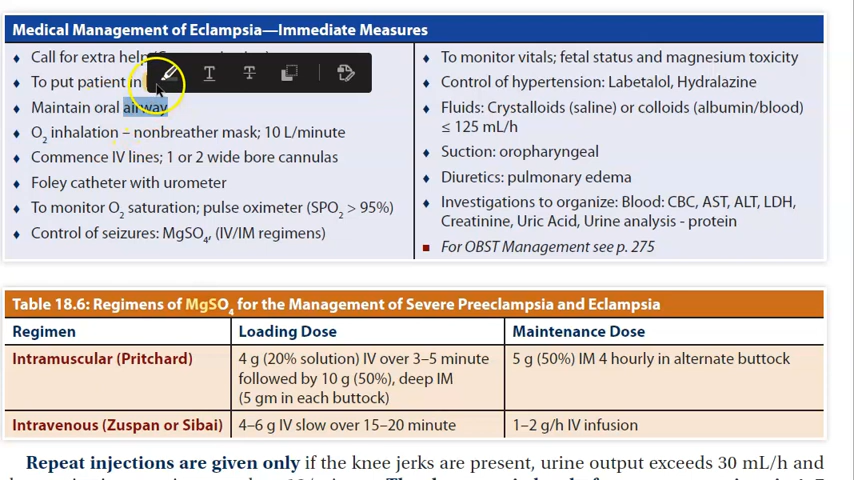 Medical Management of Eclampsia—Immediate Measures
Call for extra help
To put patient in
Maintain oral airway
O₂ inhalation – nonbreather mask; 10 L/minute
Commence IV lines; 1 or 2 wide bore cannulas
Foley catheter with urometer
To monitor O₂ saturation; pulse oximeter (SPO₂ > 95%)
Control of seizures: MgSO₄, (IV/IM regimens)
To monitor vitals; fetal status and magnesium toxicity
Control of hypertension: Labetalol, Hydralazine
Fluids: Crystalloids (saline) or colloids (albumin/blood)
≤ 125 mL/h
Suction: oropharyngeal
Diuretics: pulmonary edema
Investigations to organize: Blood: CBC, AST, ALT, LDH,
Creatinine, Uric Acid, Urine analysis - protein
For OBST Management see p. 275
Table 18.6: Regimens of MgSO₄ for the Management of Severe Preeclampsia and Eclampsia
Regimen
Loading Dose
Maintenance Dose
Intramuscular (Pritchard)
4 g (20% solution) IV over 3–5 minute
followed by 10 g (50%), deep IM
(5 gm in each buttock)
5 g (50%) IM 4 hourly in alternate buttock
Intravenous (Zuspan or Sibai)
4–6 g IV slow over 15–20 minute
1–2 g/h IV infusion
Repeat injections are given only if the knee jerks are present, urine output exceeds 30 mL/h and